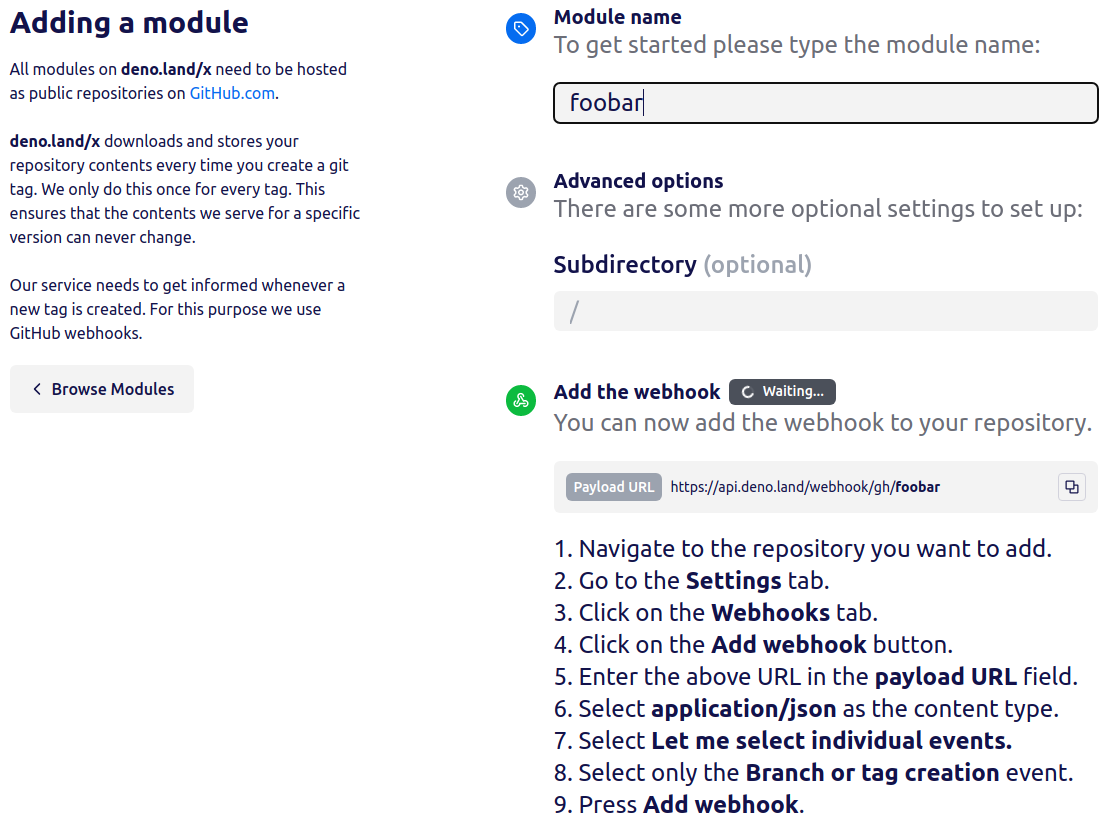 Adding a module
All modules on deno.land/x need to be hosted
as public repositories on GitHub.com.
deno.land/x downloads and stores your
repository contents every time you create a git
tag. We only do this once for every tag. This
ensures that the contents we serve for a specific
version can never change.
Our service needs to get informed whenever a
new tag is created. For this purpose we use
GitHub webhooks.
Browse Modules
Module name
To get started please type the module name:
foobar
Advanced options
There are some more optional settings to set up:
Subdirectory (optional)
/
Add the webhook Waiting...
You can now add the webhook to your repository.
Payload URL https://api.deno.land/webhook/gh/foobar
1. Navigate to the repository you want to add.
2. Go to the Settings tab.
3. Click on the Webhooks tab.
4. Click on the Add webhook button.
5. Enter the above URL in the payload URL field.
6. Select application/json as the content type.
7. Select Let me select individual events.
8. Select only the Branch or tag creation event.
9. Press Add webhook.